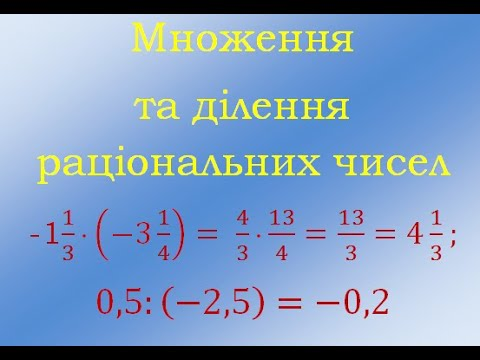 Множення
та ділення
раціональних чисел
-1 1/3 · (−3 1/4) = 4/3 · 13/4 = 13/3 = 4 1/3 ;
0,5: (−2,5) = −0,2